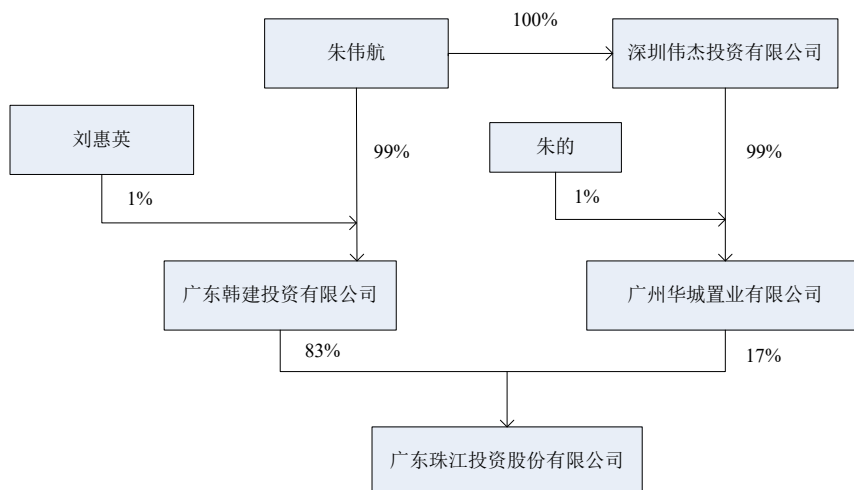 100%
朱伟航
深圳伟杰投资有限公司
刘惠英
99%
朱的
99%
1%
1%
广东韩建投资有限公司
广州华城置业有限公司
83%
17%
广东珠江投资股份有限公司